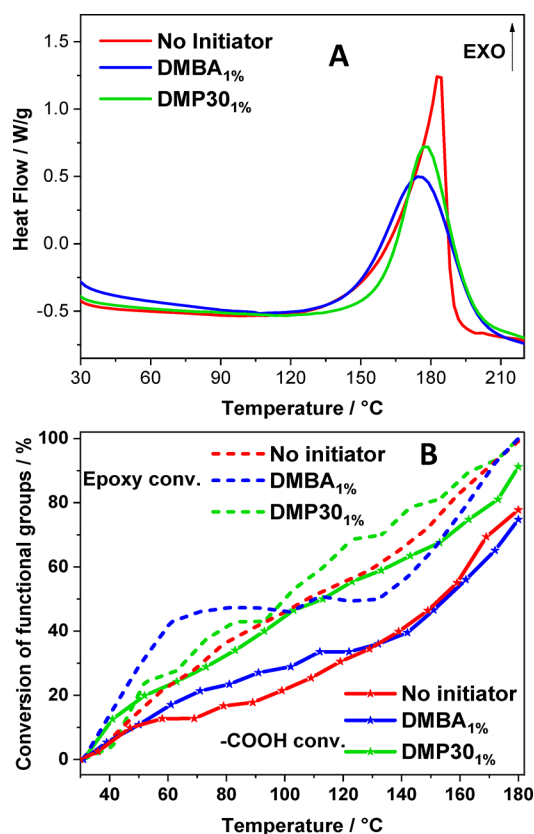 No Initiator
DMBA1%
DMP301%
A
EXO
Heat Flow / W/g
1.5
1.0
0.5
0.0
-0.5
30 60 90 120 150 180 210
Temperature / °C
B
Epoxy conv.
No initiator
DMBA1%
DMP301%
Conversion of functional groups / %
100
80
60
40
20
0
No initiator
DMBA1%
DMP301%
-COOH conv.
40 60 80 100 120 140 160 180
Temperature / °C